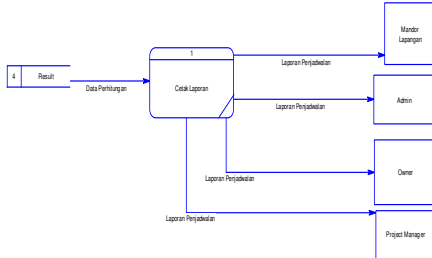 Mandor
Lapangan
1
Laporan Penjadwalan
4 Result
Data Perhitungan
Cetak Laporan
Laporan Penjadwalan
Admin
Laporan Penjadwalan
Owner
Laporan Penjadwalan
Project Manager